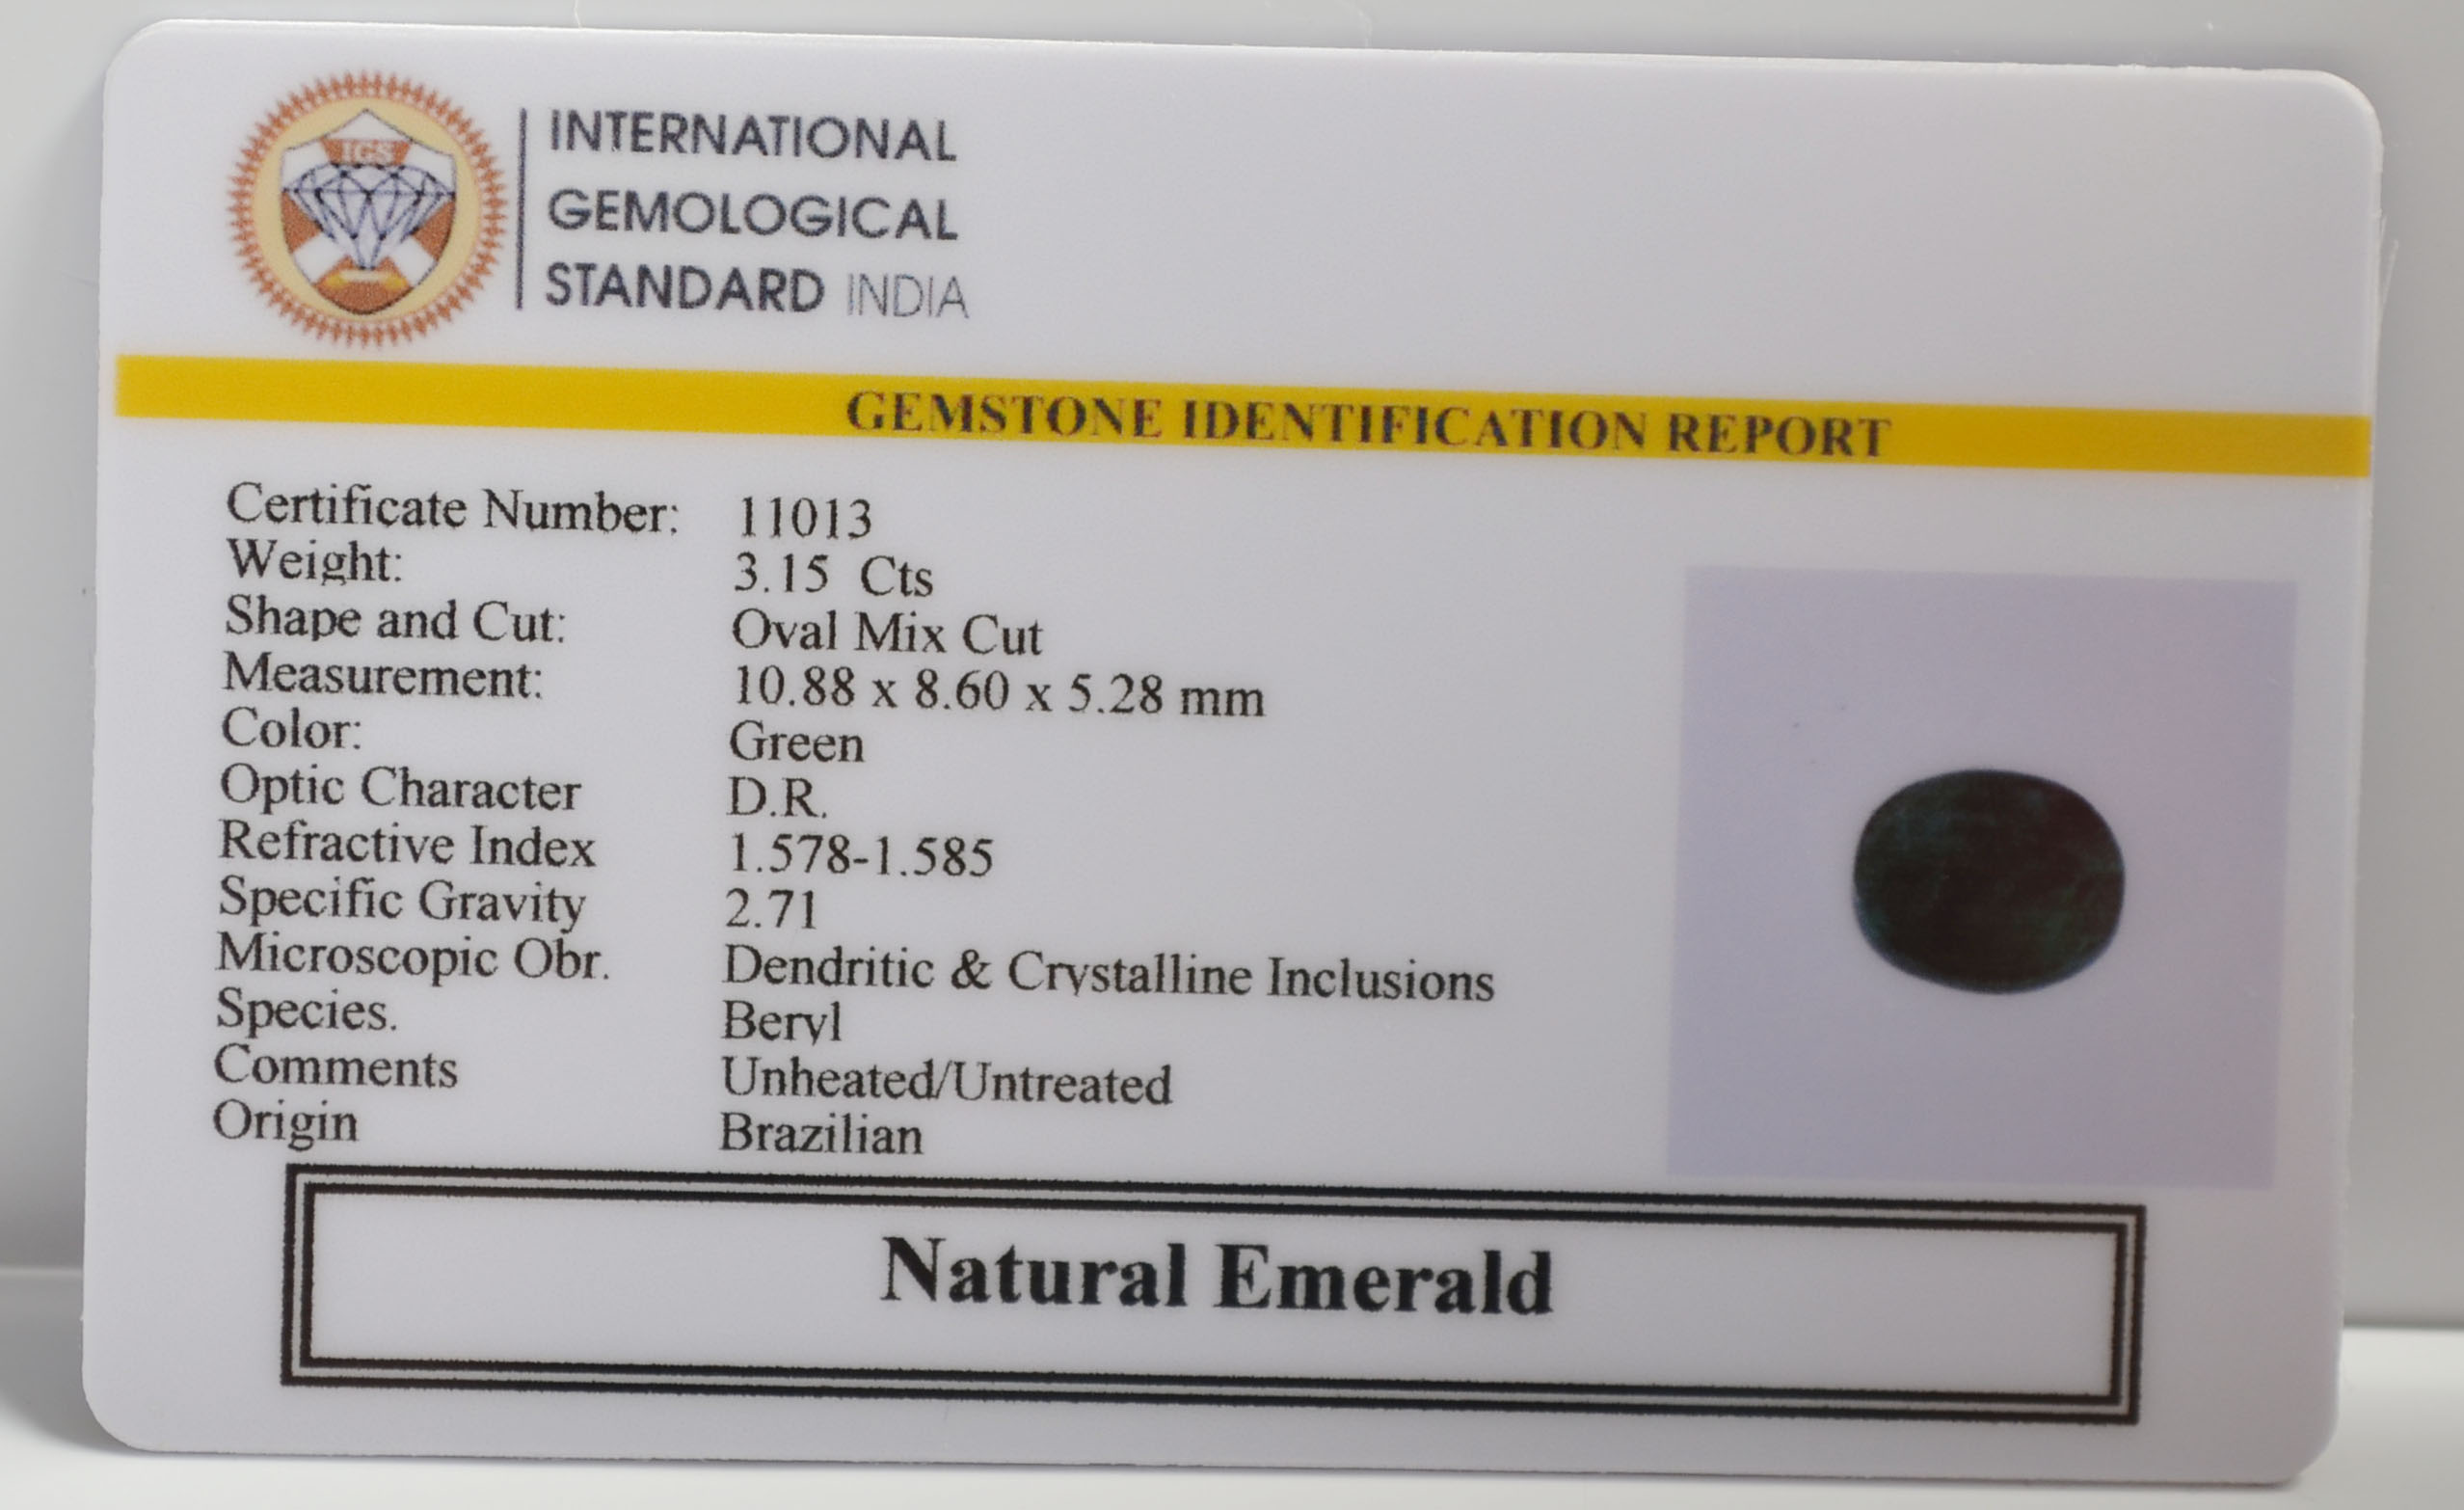 IGS
INTERNATIONAL
GEMOLOGICAL
STANDARD INDIA
GEMSTONE IDENTIFICATION REPORT
Certificate Number: 11013
Weight: 3.15 Cts
Shape and Cut: Oval Mix Cut
Measurement: 10.88 x 8.60 x 5.28 mm
Color: Green
Optic Character D.R.
Refractive Index 1.578-1.585
Specific Gravity 2.71
Microscopic Obr. Dendritic & Crystalline Inclusions
Species. Beryl
Comments Unheated/Untreated
Origin Brazilian
Natural Emerald